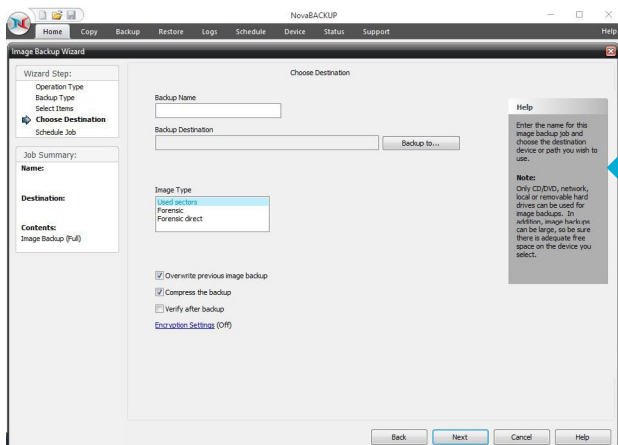 NovaBACKUP
Home Copy Backup Restore Logs Schedule Device Status Support Help
Image Backup Wizard
Wizard Step:
Operation Type
Backup Type
Select Items
Choose Destination
Schedule Job
Job Summary:
Name:
Destination:
Contents:
Image Backup (Full)
Choose Destination
Backup Name
Backup Destination
Backup to...
Image Type
Used sectors
Forensic
Forensic direct
Overwrite previous image backup
Compress the backup
Verify after backup
Encryption Settings (Off)
Help
Enter the name for this
image backup job and
choose the destination
device or path you wish to
use.
Note:
Only CD/DVD, network,
local or removable hard
drives can be used for
image backups. In
addition, image backups
can be large, so be sure
there is adequate free
space on the device you
select.
Back Next Cancel Help